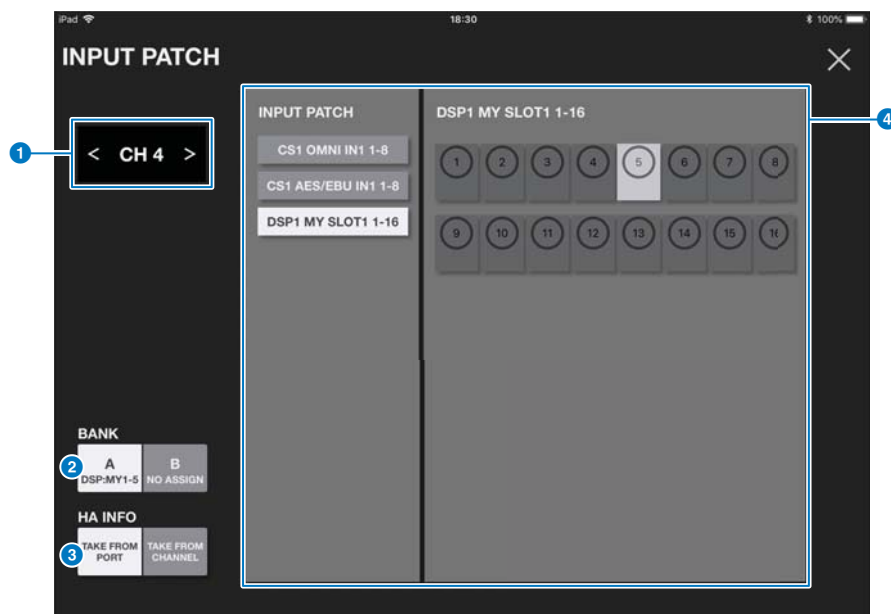 iPad 18:30 100%
INPUT PATCH
1
< CH 4 >
INPUT PATCH
CS1 OMNI IN1 1-8
CS1 AES/EBU IN1 1-8
DSP1 MY SLOT1 1-16
DSP1 MY SLOT1 1-16
1 2 3 4 5 6 7 8
9 10 11 12 13 14 15 16
4
BANK
2
A B
DSP:MY1-5 NO ASSIGN
HA INFO
3
TAKE FROM TAKE FROM
PORT CHANNEL